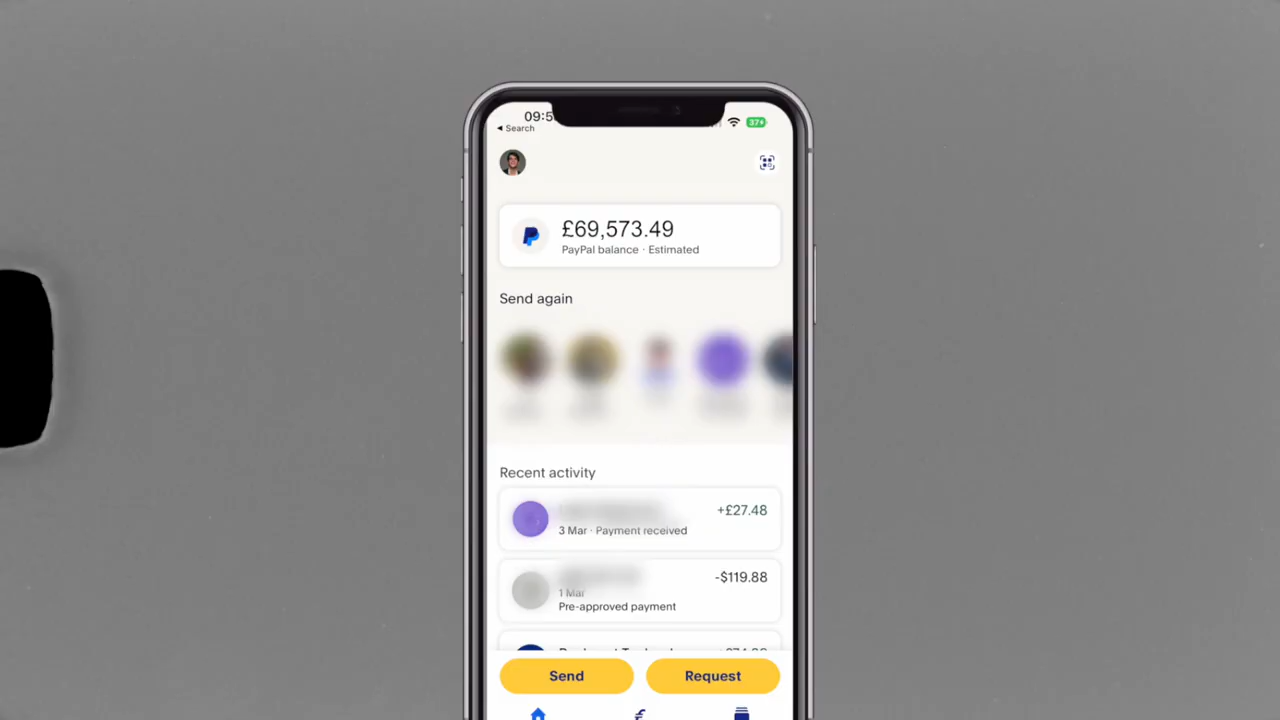 ◀ Search
37
£69,573.49
PayPal balance · Estimated
Send again
Recent activity
+£27.48
3 Mar · Payment received
-$119.88
1 Mar
Pre-approved payment
Send
Request